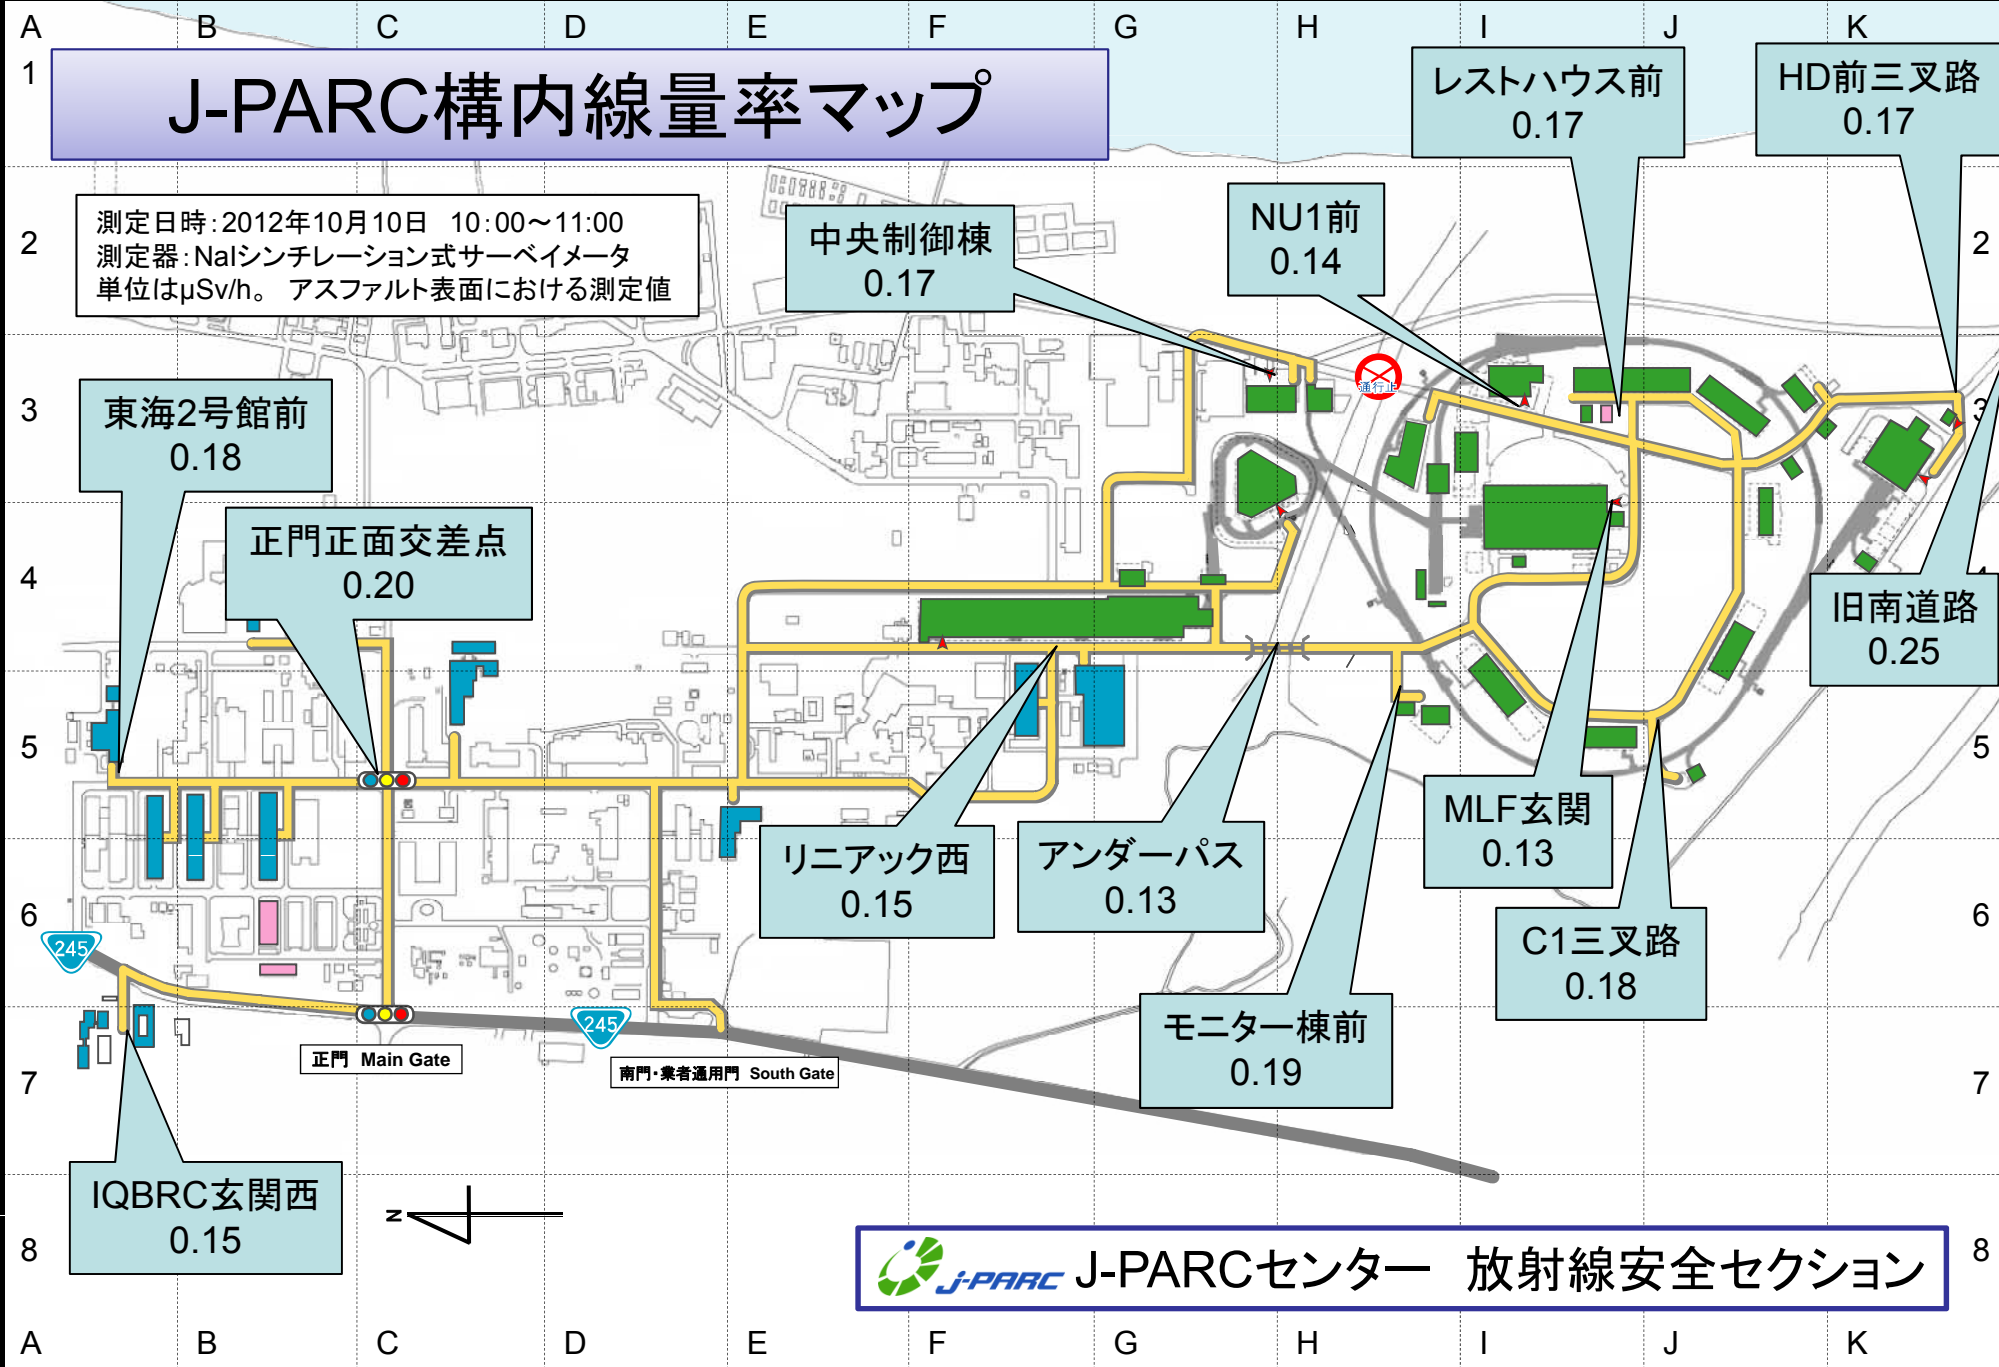 A B C D E F G H I J K
1
J-PARC構内線量率マップ
レストハウス前
0.17
HD前三叉路
0.17
測定日時:2012年10月10日 10:00～11:00
測定器:NaIシンチレーション式サーベイメータ
単位はμSv/h。 アスファルト表面における測定値
2
中央制御棟
0.17
NU1前
0.14
2
3
東海2号館前
0.18
通行止
3
4
正門正面交差点
0.20
4
旧南道路
0.25
5
5
リニアック西
0.15
アンダーパス
0.13
MLF玄関
0.13
6
6
245
C1三叉路
0.18
モニター棟前
0.19
245
正門 Main Gate
南門・業者通用門 South Gate
7
7
IQBRC玄関西
0.15
N
8
J-PARC
J-PARCセンター 放射線安全セクション
8
A B C D E F G H I J K